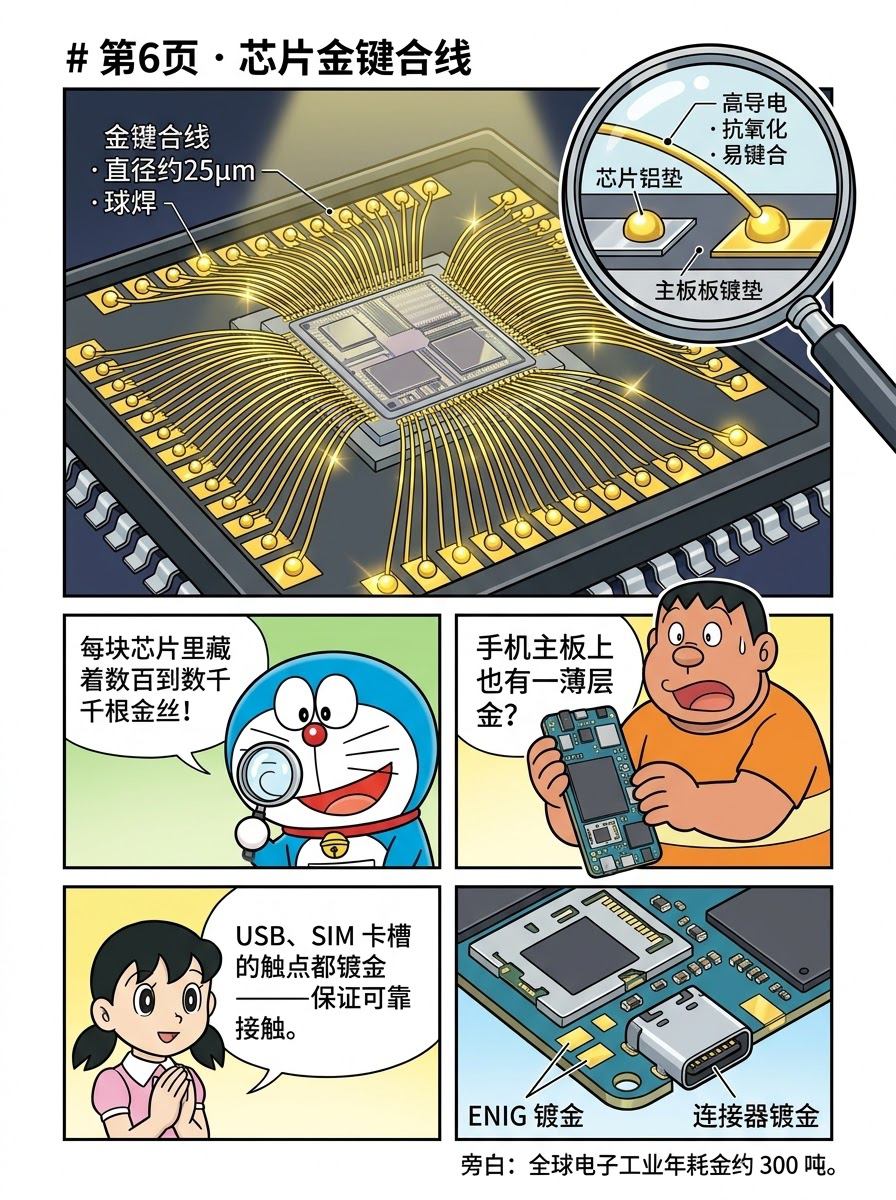 # 第6页 · 芯片金键合线
金键合线
·直径约25μm
·球焊
高导电
·抗氧化
·易键合
芯片铝垫
主板板镀垫
每块芯片里藏
着数百到数千
千根金丝！
手机主板上
也有一薄层
金？
USB、SIM 卡槽
的触点都镀金
———保证可靠
接触。
ENIG 镀金
连接器镀金
旁白：全球电子工业年耗金约 300 吨。